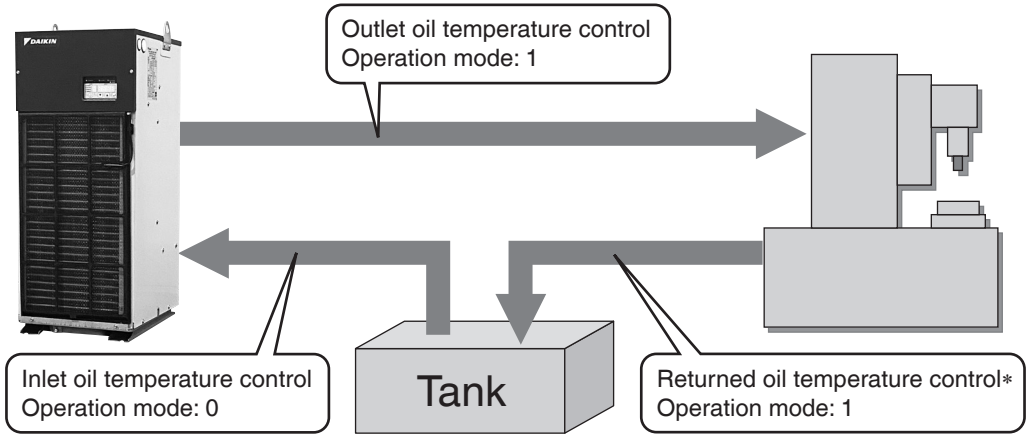 DAIKIN
Outlet oil temperature control
Operation mode: 1
Inlet oil temperature control
Operation mode: 0
Tank
Returned oil temperature control*
Operation mode: 1